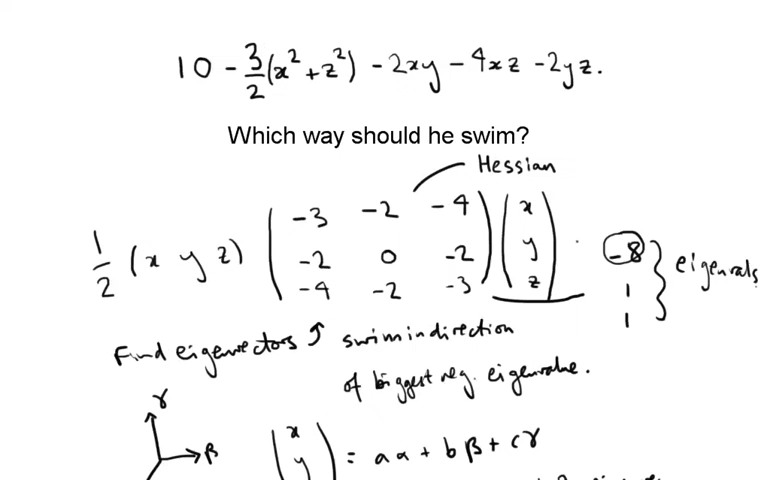 10 - 3/2 (x² + z²) - 2xy - 4xz - 2yz.
Which way should he swim?
Hessian
1/2 (x y z) ( -3 -2 -4 ) ( x ) -8
-2 0 -2 y 1 } eigenvals
-4 -2 -3 z 1
Find eigenvectors ↑ swim in direction
of biggest neg. eigenvalue.
γ
β
( x y ) = aα + bβ + cγ